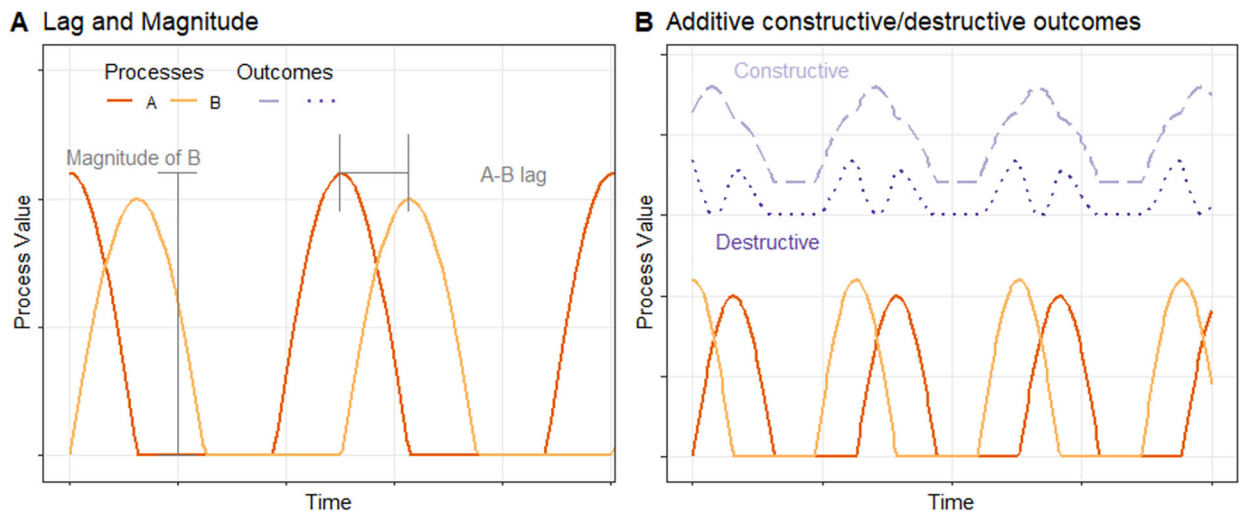 A Lag and Magnitude
Processes Outcomes
A B
Magnitude of B
A-B lag
Process Value
Time
B Additive constructive/destructive outcomes
Constructive
Destructive
Process Value
Time